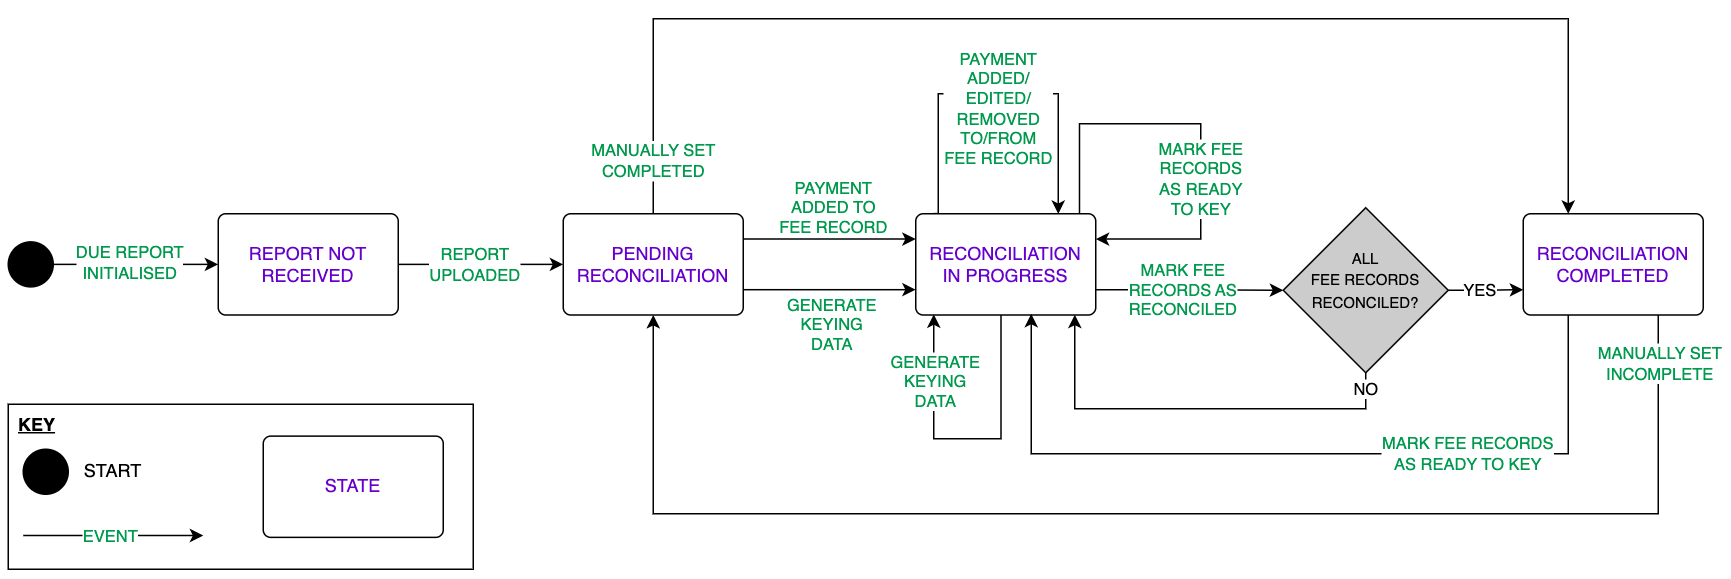 PAYMENT
ADDED/
EDITED/
REMOVED
TO/FROM
FEE RECORD
MANUALLY SET
COMPLETED
MARK FEE
RECORDS
AS READY
TO KEY
PAYMENT
ADDED TO
FEE RECORD
DUE REPORT
INITIALISED
REPORT NOT
RECEIVED
REPORT
UPLOADED
PENDING
RECONCILIATION
RECONCILIATION
IN PROGRESS
MARK FEE
RECORDS AS
RECONCILED
ALL
FEE RECORDS
RECONCILED?
YES
RECONCILIATION
COMPLETED
GENERATE
KEYING
DATA
GENERATE
KEYING
DATA
NO
MANUALLY SET
INCOMPLETE
MARK FEE RECORDS
AS READY TO KEY
KEY
START
STATE
EVENT